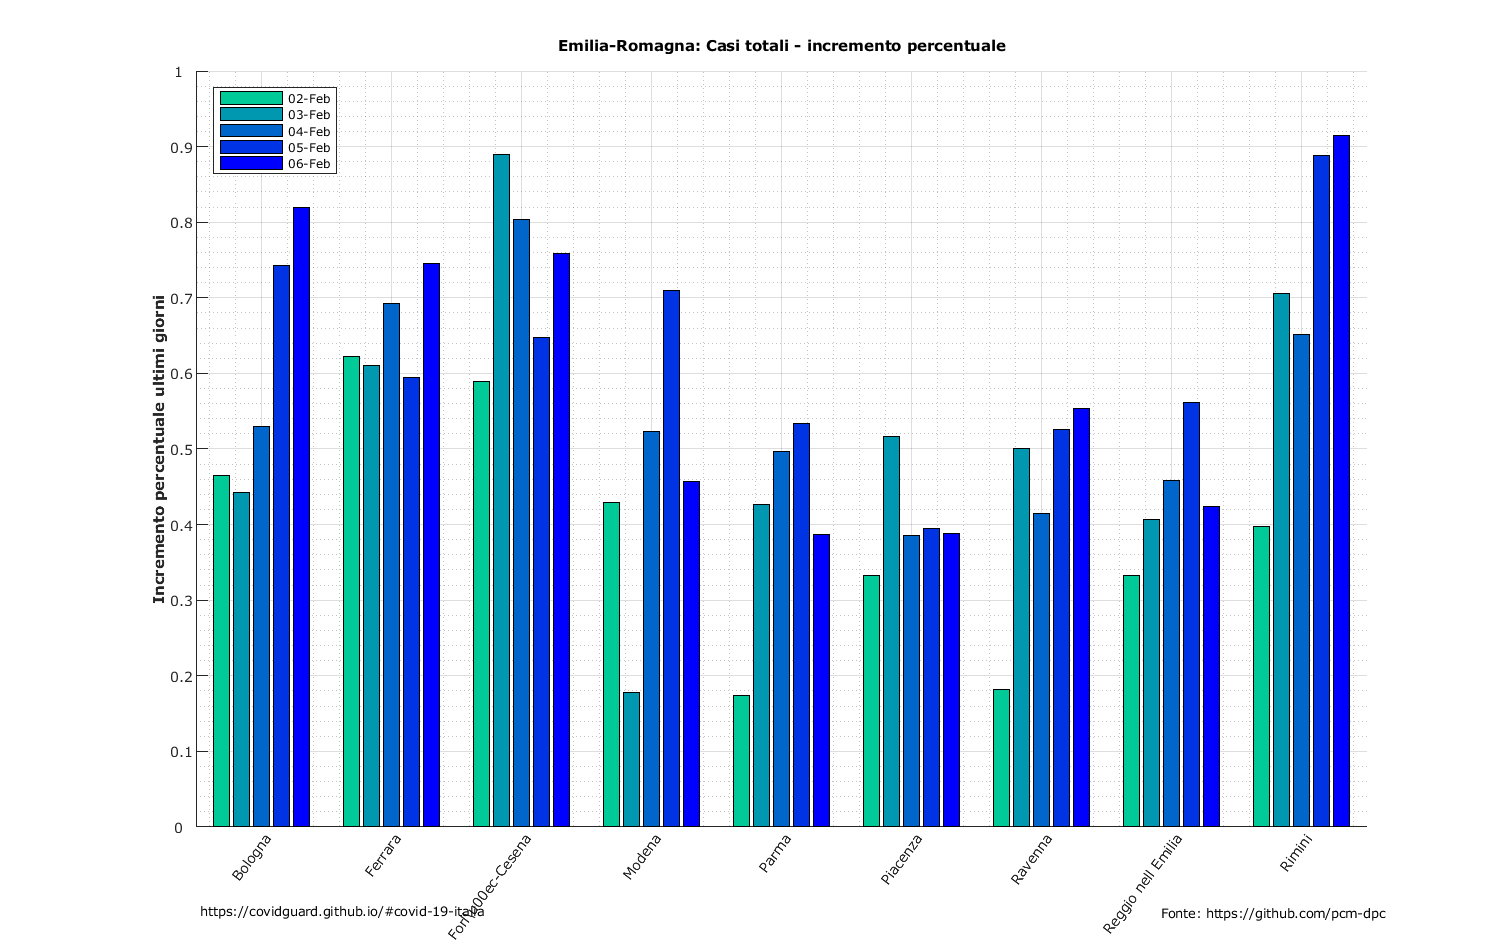 Emilia-Romagna: Casi totali - incremento percentuale
Incremento percentuale ultimi giorni
1
0.9
0.8
0.7
0.6
0.5
0.4
0.3
0.2
0.1
0
02-Feb
03-Feb
04-Feb
05-Feb
06-Feb
Bologna
Ferrara
Forl\u00ec-Cesena
Modena
Parma
Piacenza
Ravenna
Reggio nell Emilia
Rimini
https://covidguard.github.io/#covid-19-italia
Fonte: https://github.com/pcm-dpc